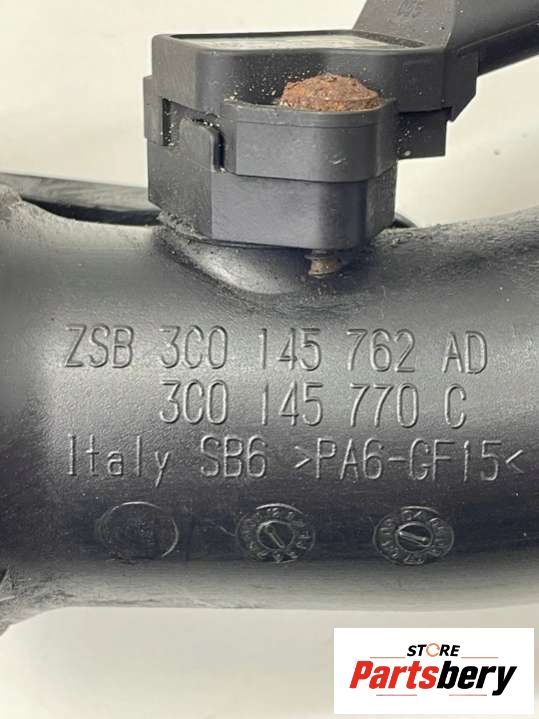 ZSB 3C0 145 762 AD
3C0 145 770 C
Italy SB6 >PA6-GF15<
STORE
Partsbery